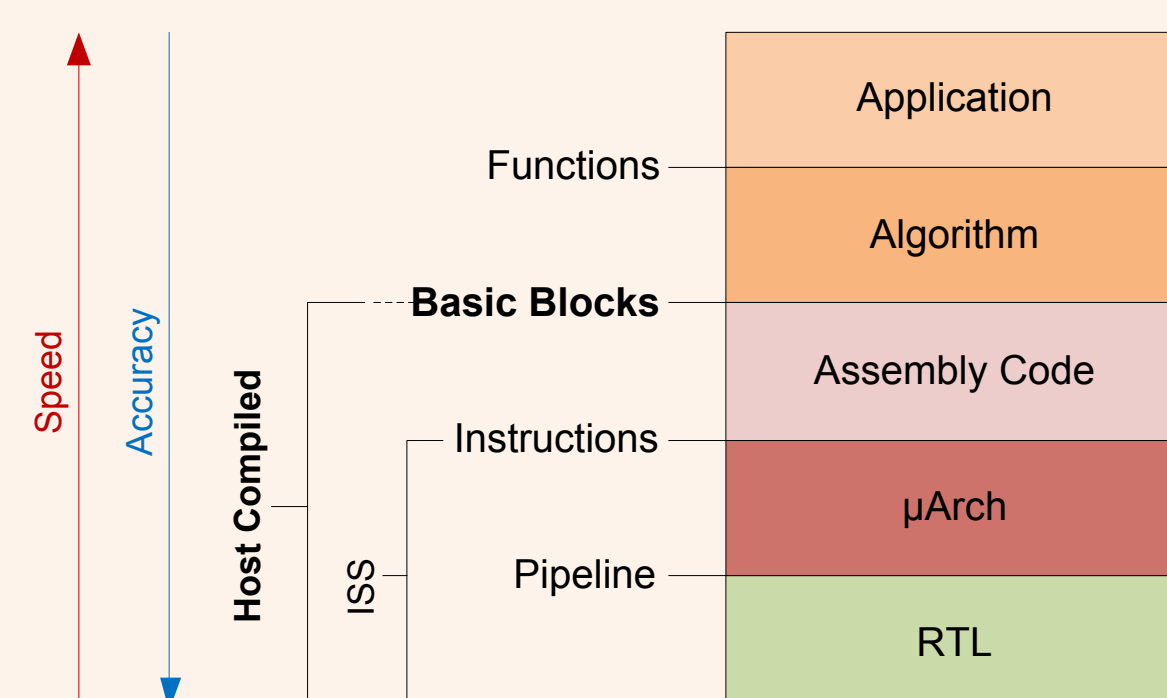 Application
Functions
Algorithm
Basic Blocks
Assembly Code
Instructions
µArch
Pipeline
RTL
Speed
Accuracy
Host Compiled
ISS